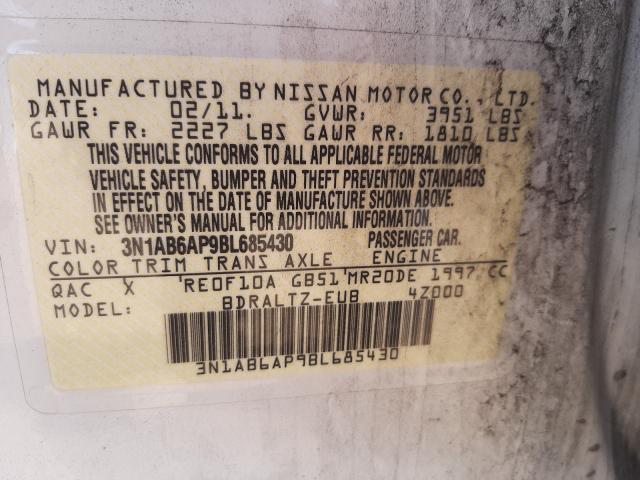 MANUFACTURED BY NISSAN MOTOR CO., LTD.
DATE: 02/11. GVWR: 3951 LBS
GAWR FR: 2227 LBS GAWR RR: 1810 LBS
THIS VEHICLE CONFORMS TO ALL APPLICABLE FEDERAL MOTOR
VEHICLE SAFETY, BUMPER AND THEFT PREVENTION STANDARDS
IN EFFECT ON THE DATE OF MANUFACTURE SHOWN ABOVE.
SEE OWNER'S MANUAL FOR ADDITIONAL INFORMATION.
VIN: 3N1AB6AP9BL685430 PASSENGER CAR.
COLOR TRIM TRANS AXLE ENGINE
QAC X RE0F10A GB51 MR20DE 1997 CC
MODEL: BDRALTZ-EUB 4Z000
3N1AB6AP9BL685430